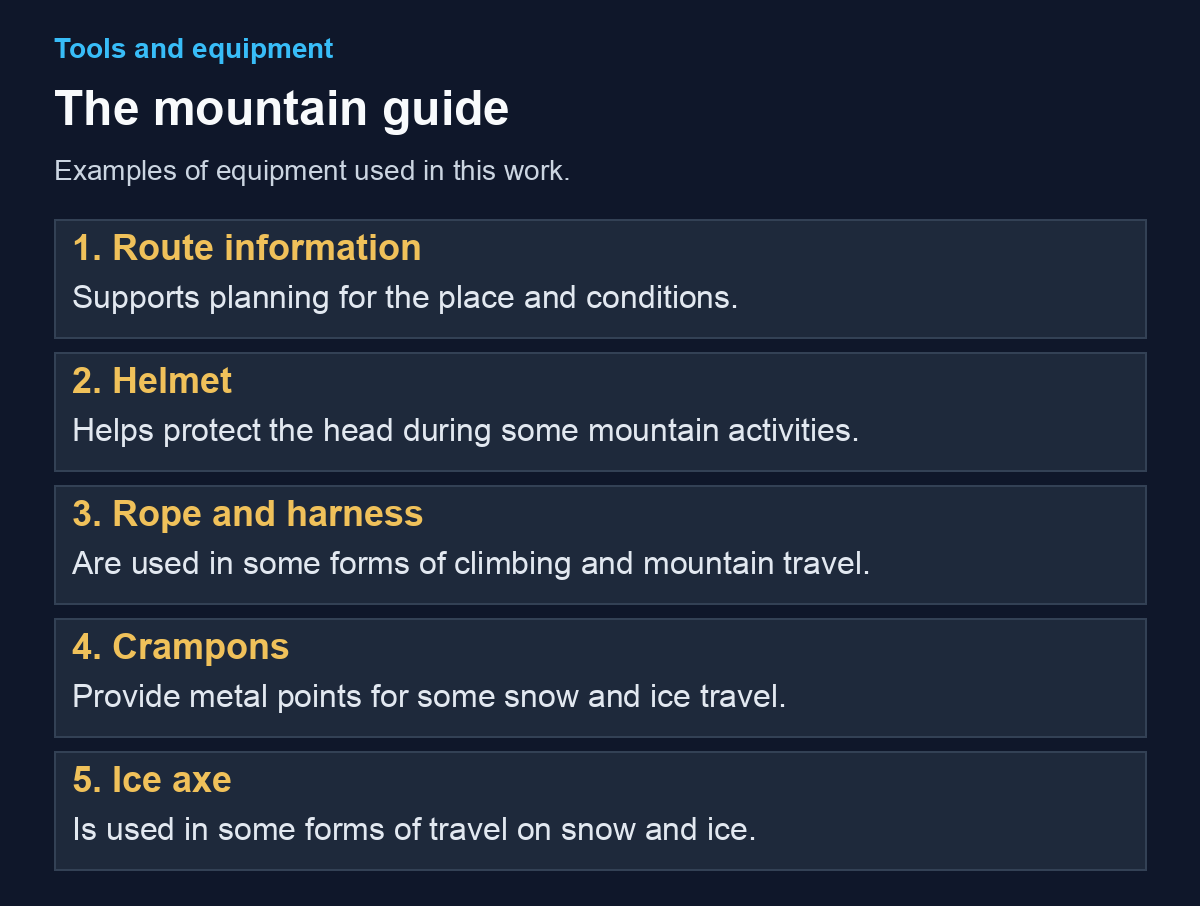 Tools and equipment
The mountain guide
Examples of equipment used in this work.
1. Route information
Supports planning for the place and conditions.
2. Helmet
Helps protect the head during some mountain activities.
3. Rope and harness
Are used in some forms of climbing and mountain travel.
4. Crampons
Provide metal points for some snow and ice travel.
5. Ice axe
Is used in some forms of travel on snow and ice.